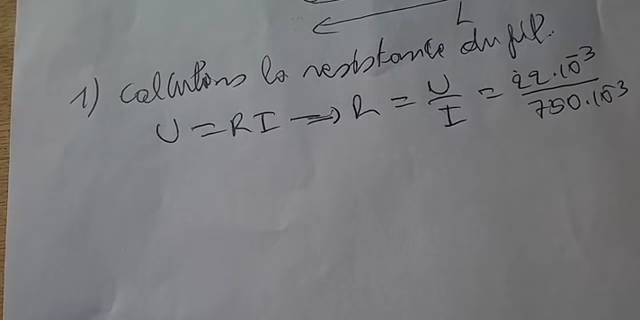 L
1) Calculons la resistance du fil.
U = RI ⟹ R = U/I = 22.10⁻³/750.10⁻³